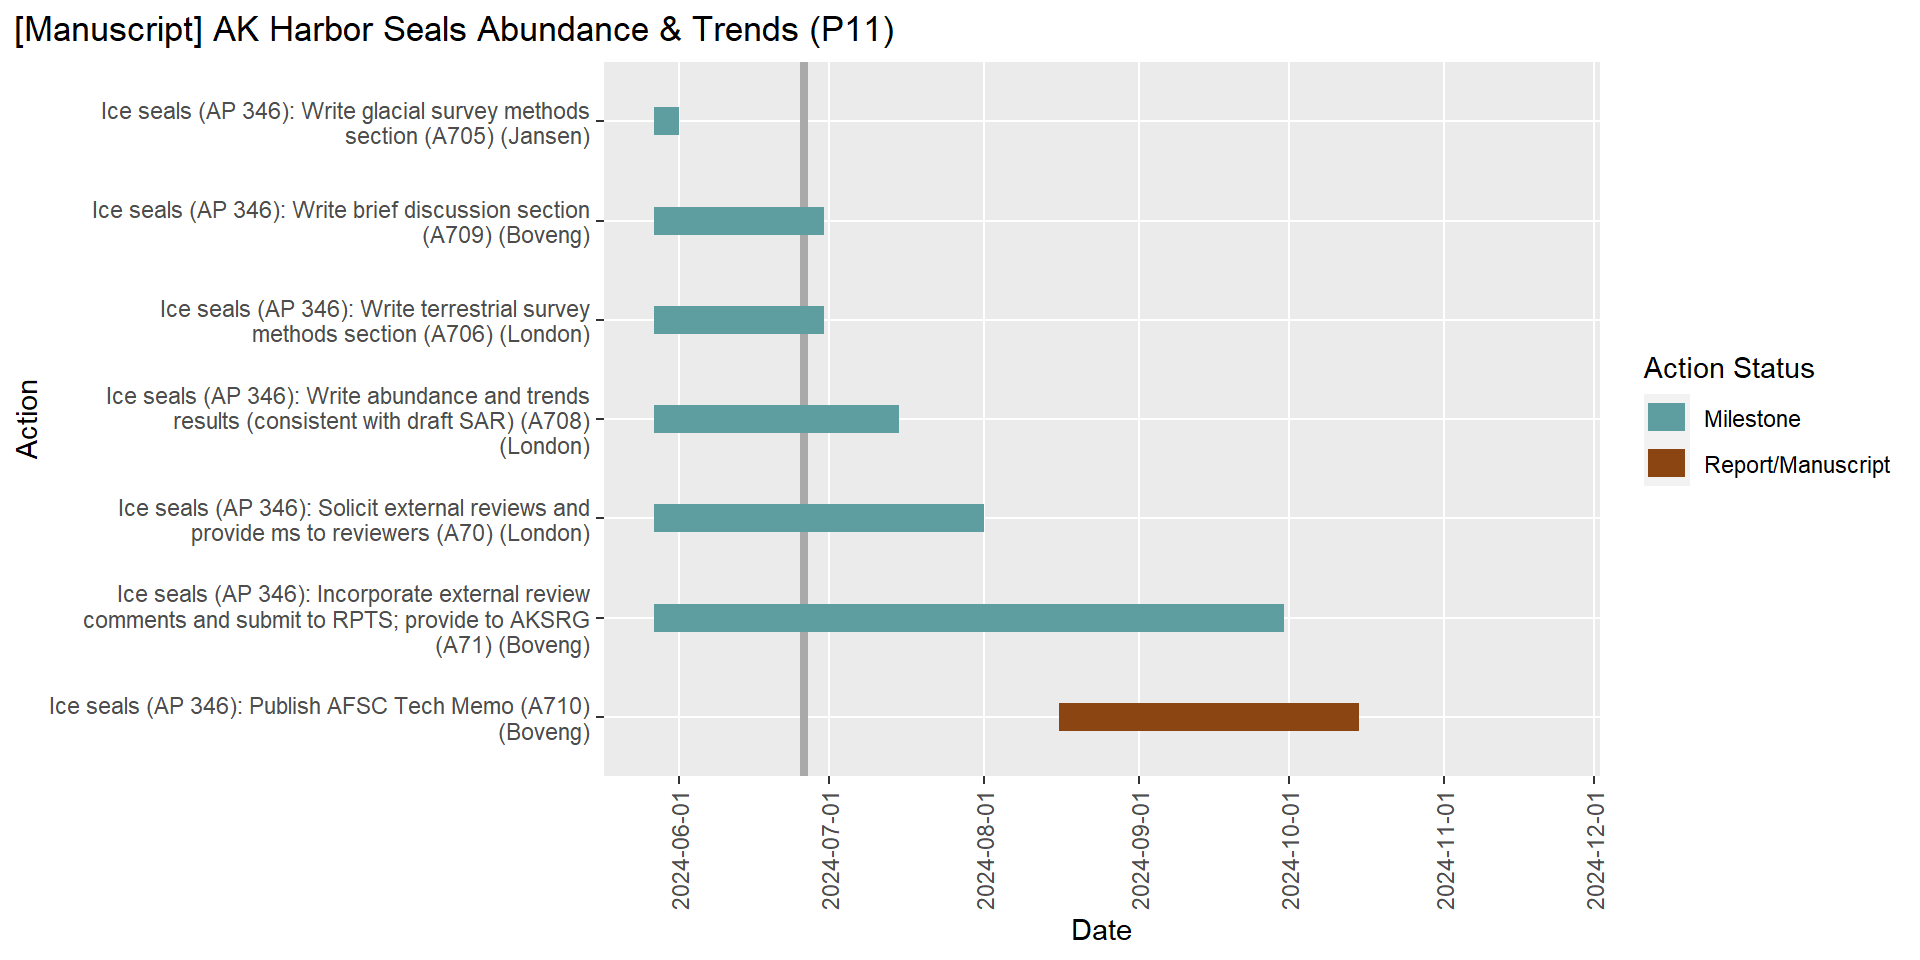 [Manuscript] AK Harbor Seals Abundance & Trends (P11)
Action
Ice seals (AP 346): Write glacial survey methods
section (A705) (Jansen)
Ice seals (AP 346): Write brief discussion section
(A709) (Boveng)
Ice seals (AP 346): Write terrestrial survey
methods section (A706) (London)
Ice seals (AP 346): Write abundance and trends
results (consistent with draft SAR) (A708)
(London)
Ice seals (AP 346): Solicit external reviews and
provide ms to reviewers (A70) (London)
Ice seals (AP 346): Incorporate external review
comments and submit to RPTS; provide to AKSRG
(A71) (Boveng)
Ice seals (AP 346): Publish AFSC Tech Memo (A710)
(Boveng)
2024-06-01
2024-07-01
2024-08-01
2024-09-01
2024-10-01
2024-11-01
2024-12-01
Date
Action Status
Milestone
Report/Manuscript